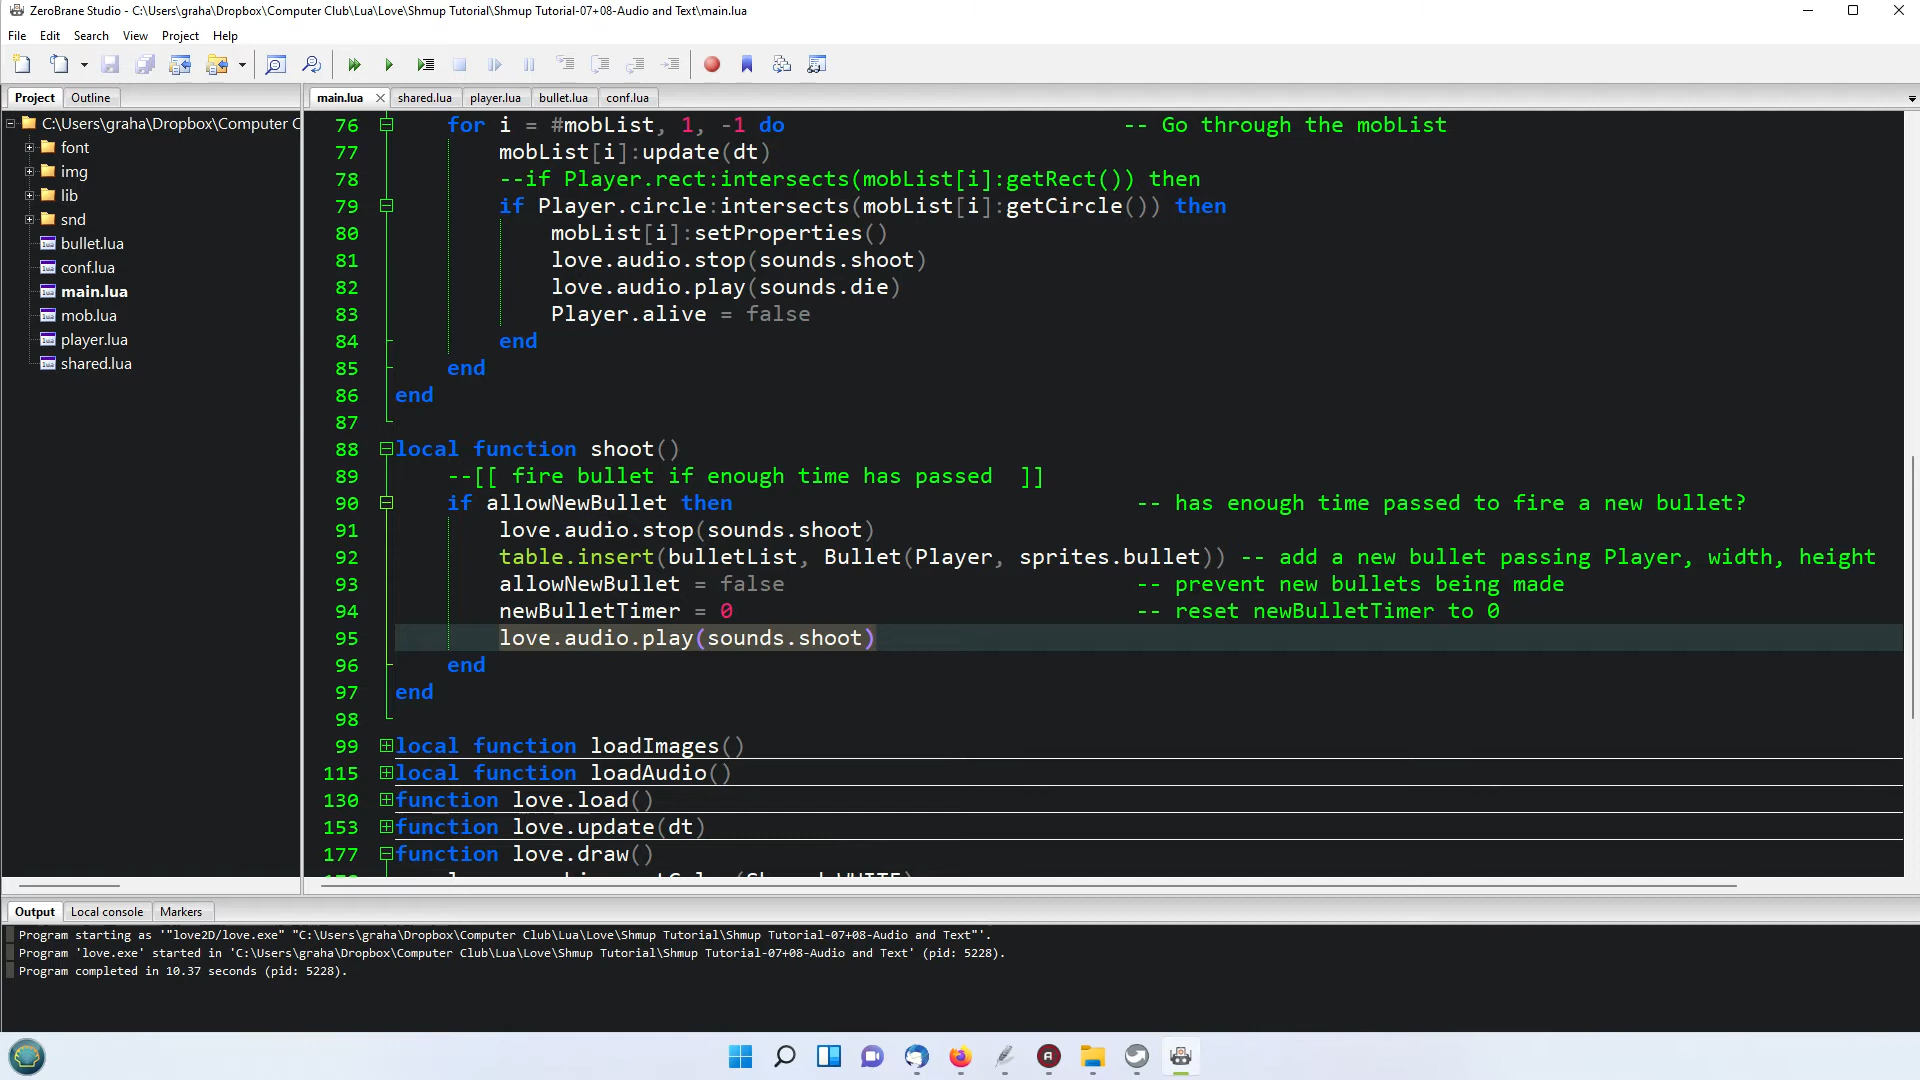 ZeroBrane Studio - C:\Users\graha\Dropbox\Computer Club\Lua\Love\Shmup Tutorial\Shmup Tutorial-07+08-Audio and Text\main.lua
File Edit Search View Project Help
Project Outline
main.lua shared.lua player.lua bullet.lua conf.lua
C:\Users\graha\Dropbox\Computer C
font
img
lib
snd
bullet.lua
conf.lua
main.lua
mob.lua
player.lua
shared.lua
76 for i = #mobList, 1, -1 do -- Go through the mobList
77 mobList[i]:update(dt)
78 --if Player.rect:intersects(mobList[i]:getRect()) then
79 if Player.circle:intersects(mobList[i]:getCircle()) then
80 mobList[i]:setProperties()
81 love.audio.stop(sounds.shoot)
82 love.audio.play(sounds.die)
83 Player.alive = false
84 end
85 end
86 end
87
88 local function shoot()
89 --[[ fire bullet if enough time has passed  ]]
90 if allowNewBullet then -- has enough time passed to fire a new bullet?
91 love.audio.stop(sounds.shoot)
92 table.insert(bulletList, Bullet(Player, sprites.bullet)) -- add a new bullet passing Player, width, height
93 allowNewBullet = false -- prevent new bullets being made
94 newBulletTimer = 0 -- reset newBulletTimer to 0
95 love.audio.play(sounds.shoot)
96 end
97 end
98
99 local function loadImages()
115 local function loadAudio()
130 function love.load()
153 function love.update(dt)
177 function love.draw()
Output Local console Markers
Program starting as '"love2D/love.exe" "C:\Users\graha\Dropbox\Computer Club\Lua\Love\Shmup Tutorial\Shmup Tutorial-07+08-Audio and Text"'.
Program 'love.exe' started in 'C:\Users\graha\Dropbox\Computer Club\Lua\Love\Shmup Tutorial\Shmup Tutorial-07+08-Audio and Text' (pid: 5228).
Program completed in 10.37 seconds (pid: 5228).